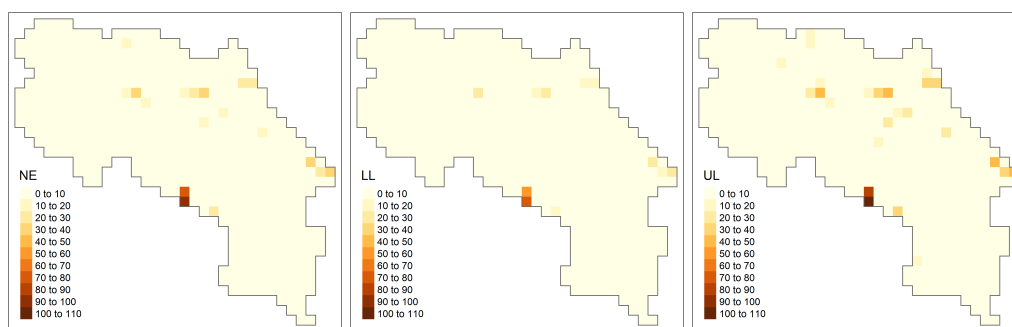 NE
0 to 10
10 to 20
20 to 30
30 to 40
40 to 50
50 to 60
60 to 70
70 to 80
80 to 90
90 to 100
100 to 110
LL
0 to 10
10 to 20
20 to 30
30 to 40
40 to 50
50 to 60
60 to 70
70 to 80
80 to 90
90 to 100
100 to 110
UL
0 to 10
10 to 20
20 to 30
30 to 40
40 to 50
50 to 60
60 to 70
70 to 80
80 to 90
90 to 100
100 to 110